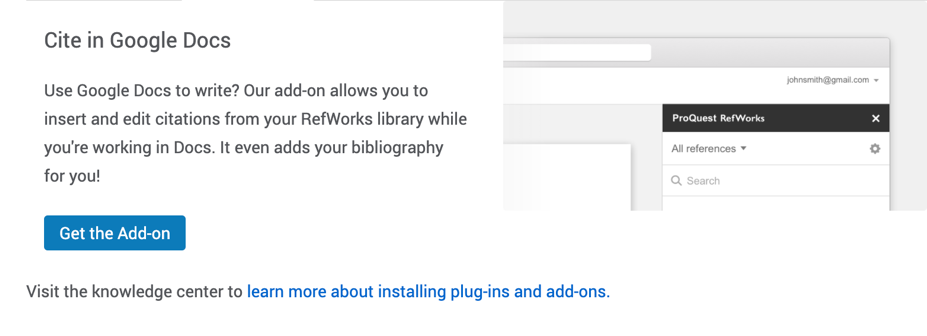 Cite in Google Docs
Use Google Docs to write? Our add-on allows you to
insert and edit citations from your RefWorks library while
you're working in Docs. It even adds your bibliography
for you!
Get the Add-on
johnsmith@gmail.com
ProQuest RefWorks
All references
Search
Visit the knowledge center to learn more about installing plug-ins and add-ons.